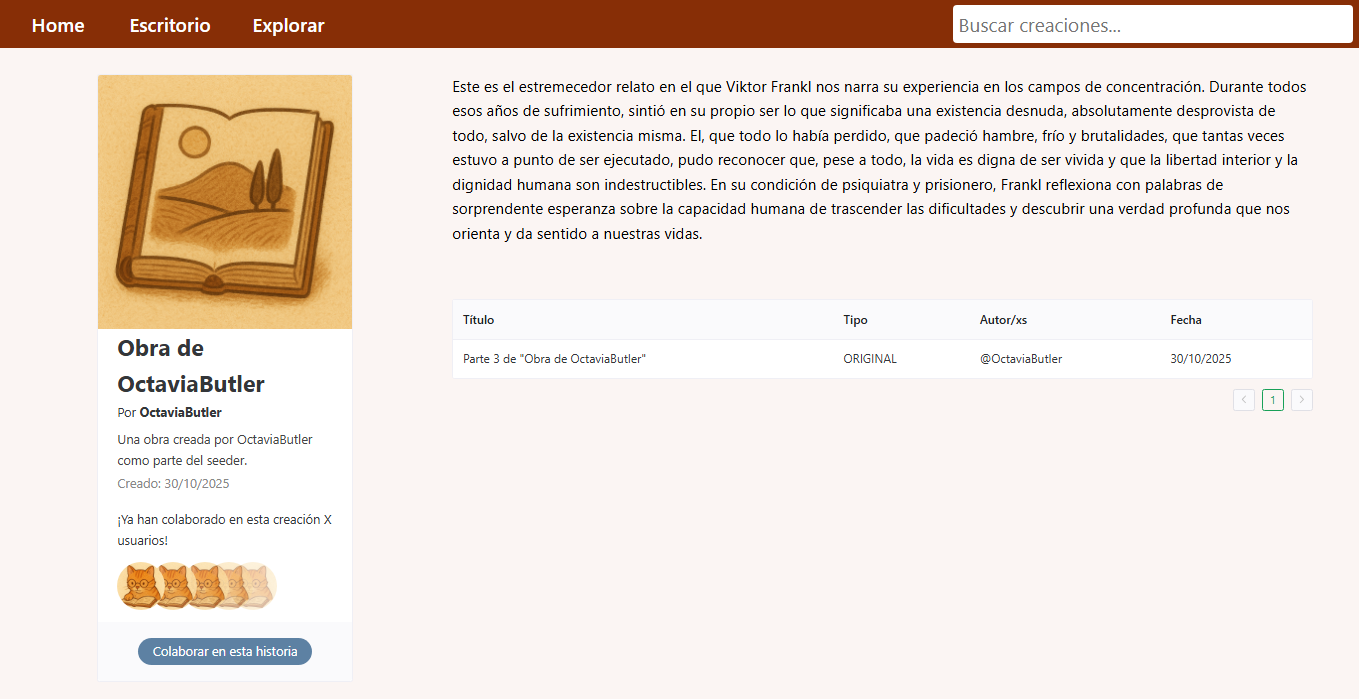 Home Escritorio Explorar Buscar creaciones...
Obra de
OctaviaButler
Por OctaviaButler
Una obra creada por OctaviaButler
como parte del seeder.
Creado: 30/10/2025
¡Ya han colaborado en esta creación X
usuarios!
Colaborar en esta historia
Este es el estremecedor relato en el que Viktor Frankl nos narra su experiencia en los campos de concentración. Durante todos
esos años de sufrimiento, sintió en su propio ser lo que significaba una existencia desnuda, absolutamente desprovista de
todo, salvo de la existencia misma. El, que todo lo había perdido, que padeció hambre, frío y brutalidades, que tantas veces
estuvo a punto de ser ejecutado, pudo reconocer que, pese a todo, la vida es digna de ser vivida y que la libertad interior y la
dignidad humana son indestructibles. En su condición de psiquiatra y prisionero, Frankl reflexiona con palabras de
sorprendente esperanza sobre la capacidad humana de trascender las dificultades y descubrir una verdad profunda que nos
orienta y da sentido a nuestras vidas.
Título Tipo Autor/xs Fecha
Parte 3 de "Obra de OctaviaButler" ORIGINAL @OctaviaButler 30/10/2025
1